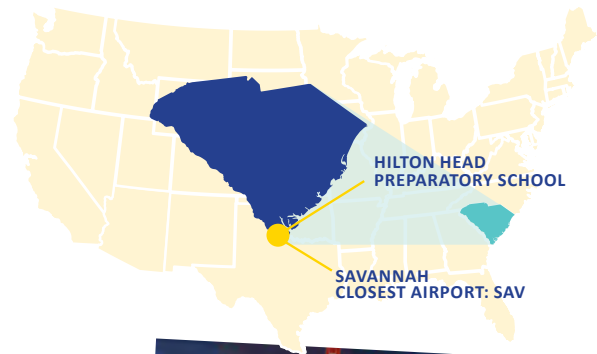 HILTON HEAD
PREPARATORY SCHOOL
SAVANNAH
CLOSEST AIRPORT: SAV